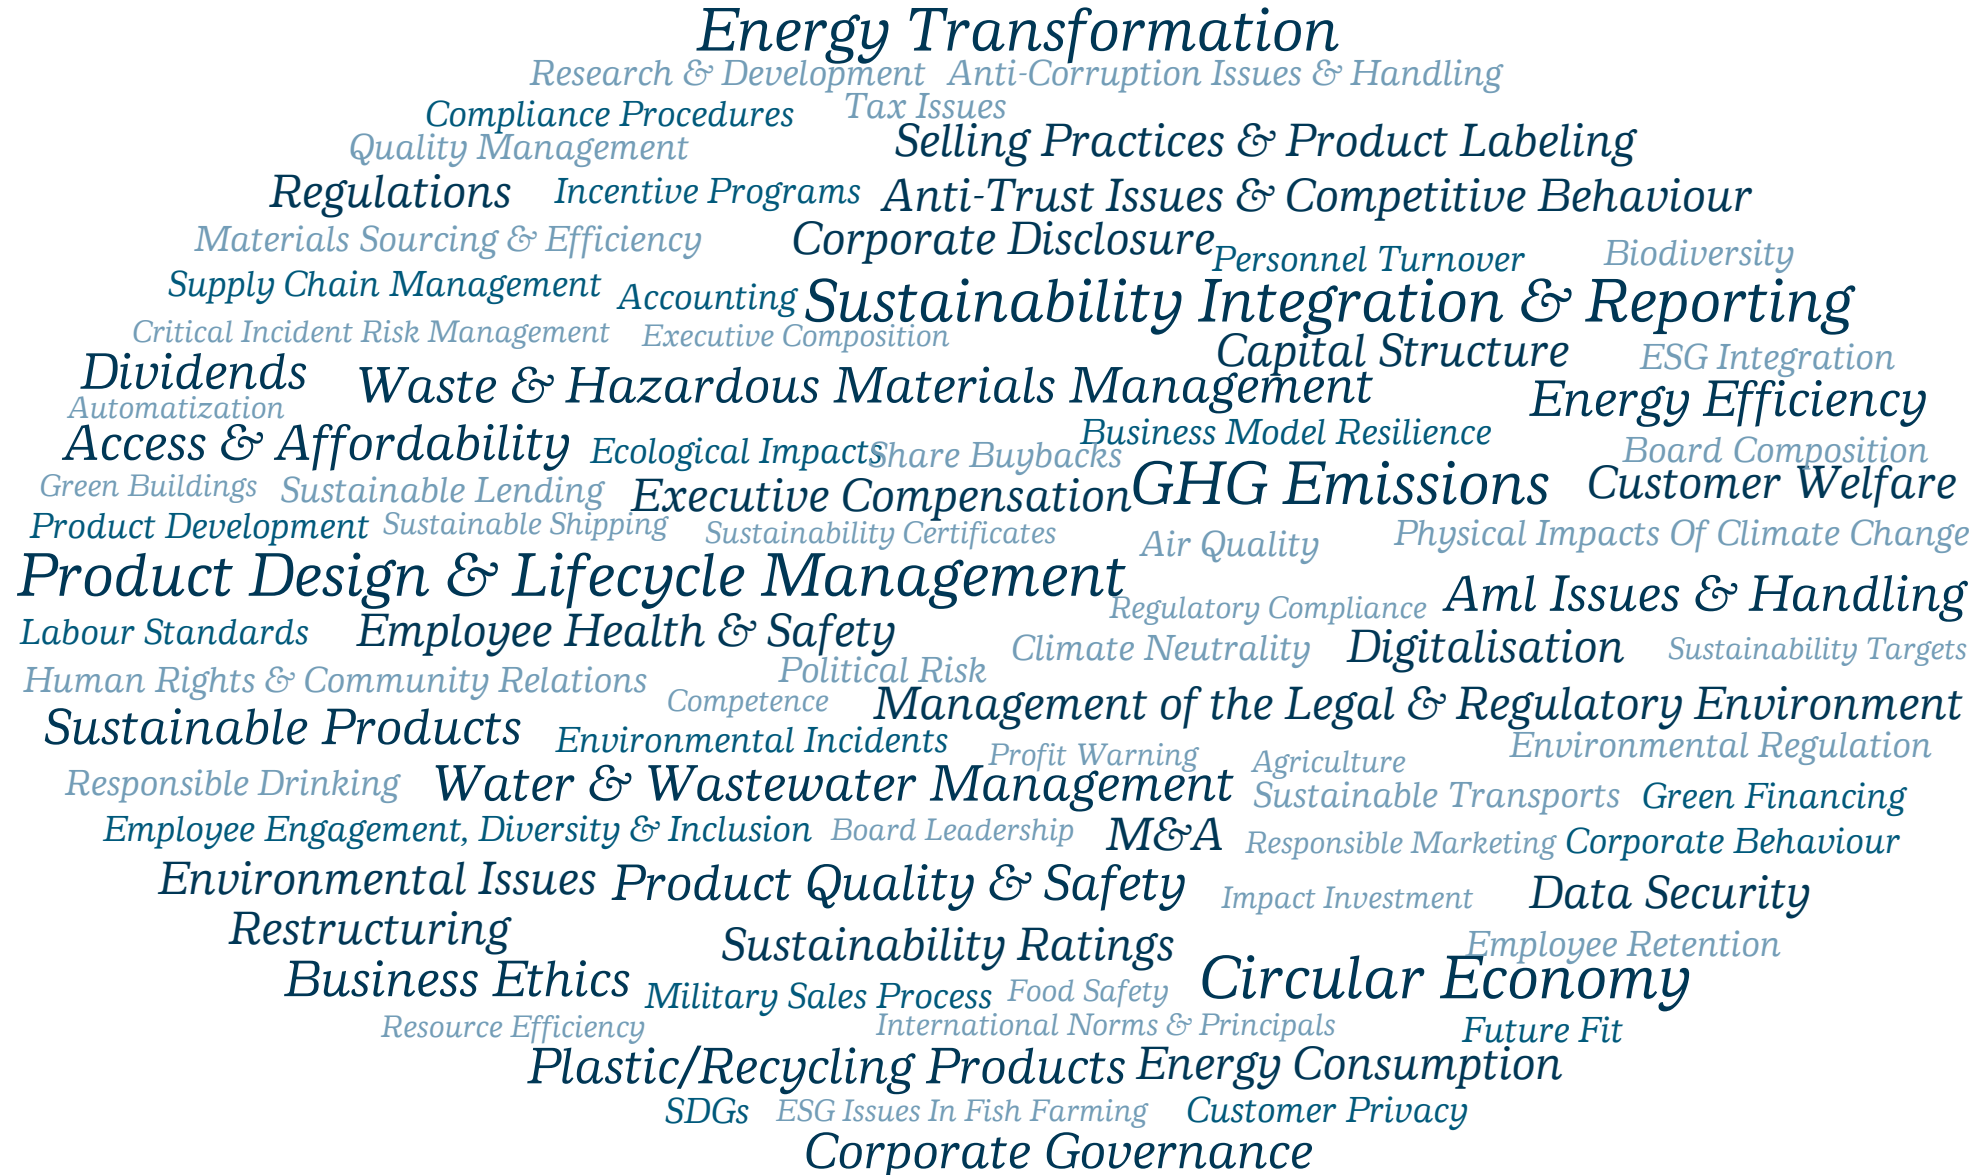 Energy Transformation
Research & Development Anti-Corruption Issues & Handling
Compliance Procedures Tax Issues
Quality Management Selling Practices & Product Labeling
Regulations Incentive Programs Anti-Trust Issues & Competitive Behaviour
Materials Sourcing & Efficiency Corporate Disclosure Personnel Turnover Biodiversity
Supply Chain Management Accounting Sustainability Integration & Reporting
Critical Incident Risk Management Executive Composition Capital Structure ESG Integration
Dividends Waste & Hazardous Materials Management Energy Efficiency
Automatization
Access & Affordability Ecological Impacts Share Buybacks Business Model Resilience Board Composition
Green Buildings Sustainable Lending Executive Compensation GHG Emissions Customer Welfare
Product Development Sustainable Shipping Sustainability Certificates Air Quality Physical Impacts Of Climate Change
Product Design & Lifecycle Management Regulatory Compliance Aml Issues & Handling
Labour Standards Employee Health & Safety Climate Neutrality Digitalisation Sustainability Targets
Human Rights & Community Relations Political Risk
Competence Management of the Legal & Regulatory Environment
Sustainable Products Environmental Incidents Profit Warning Agriculture Environmental Regulation
Responsible Drinking Water & Wastewater Management Sustainable Transports Green Financing
Employee Engagement, Diversity & Inclusion Board Leadership M&A Responsible Marketing Corporate Behaviour
Environmental Issues Product Quality & Safety Impact Investment Data Security
Restructuring Sustainability Ratings Employee Retention
Business Ethics Military Sales Process Food Safety Circular Economy
Resource Efficiency International Norms & Principals Future Fit
Plastic/Recycling Products Energy Consumption
SDGs ESG Issues In Fish Farming Customer Privacy
Corporate Governance